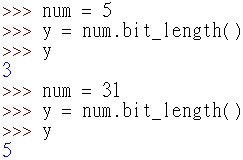 >>> num = 5
>>> y = num.bit_length()
>>> y
3
>>> num = 31
>>> y = num.bit_length()
>>> y
5